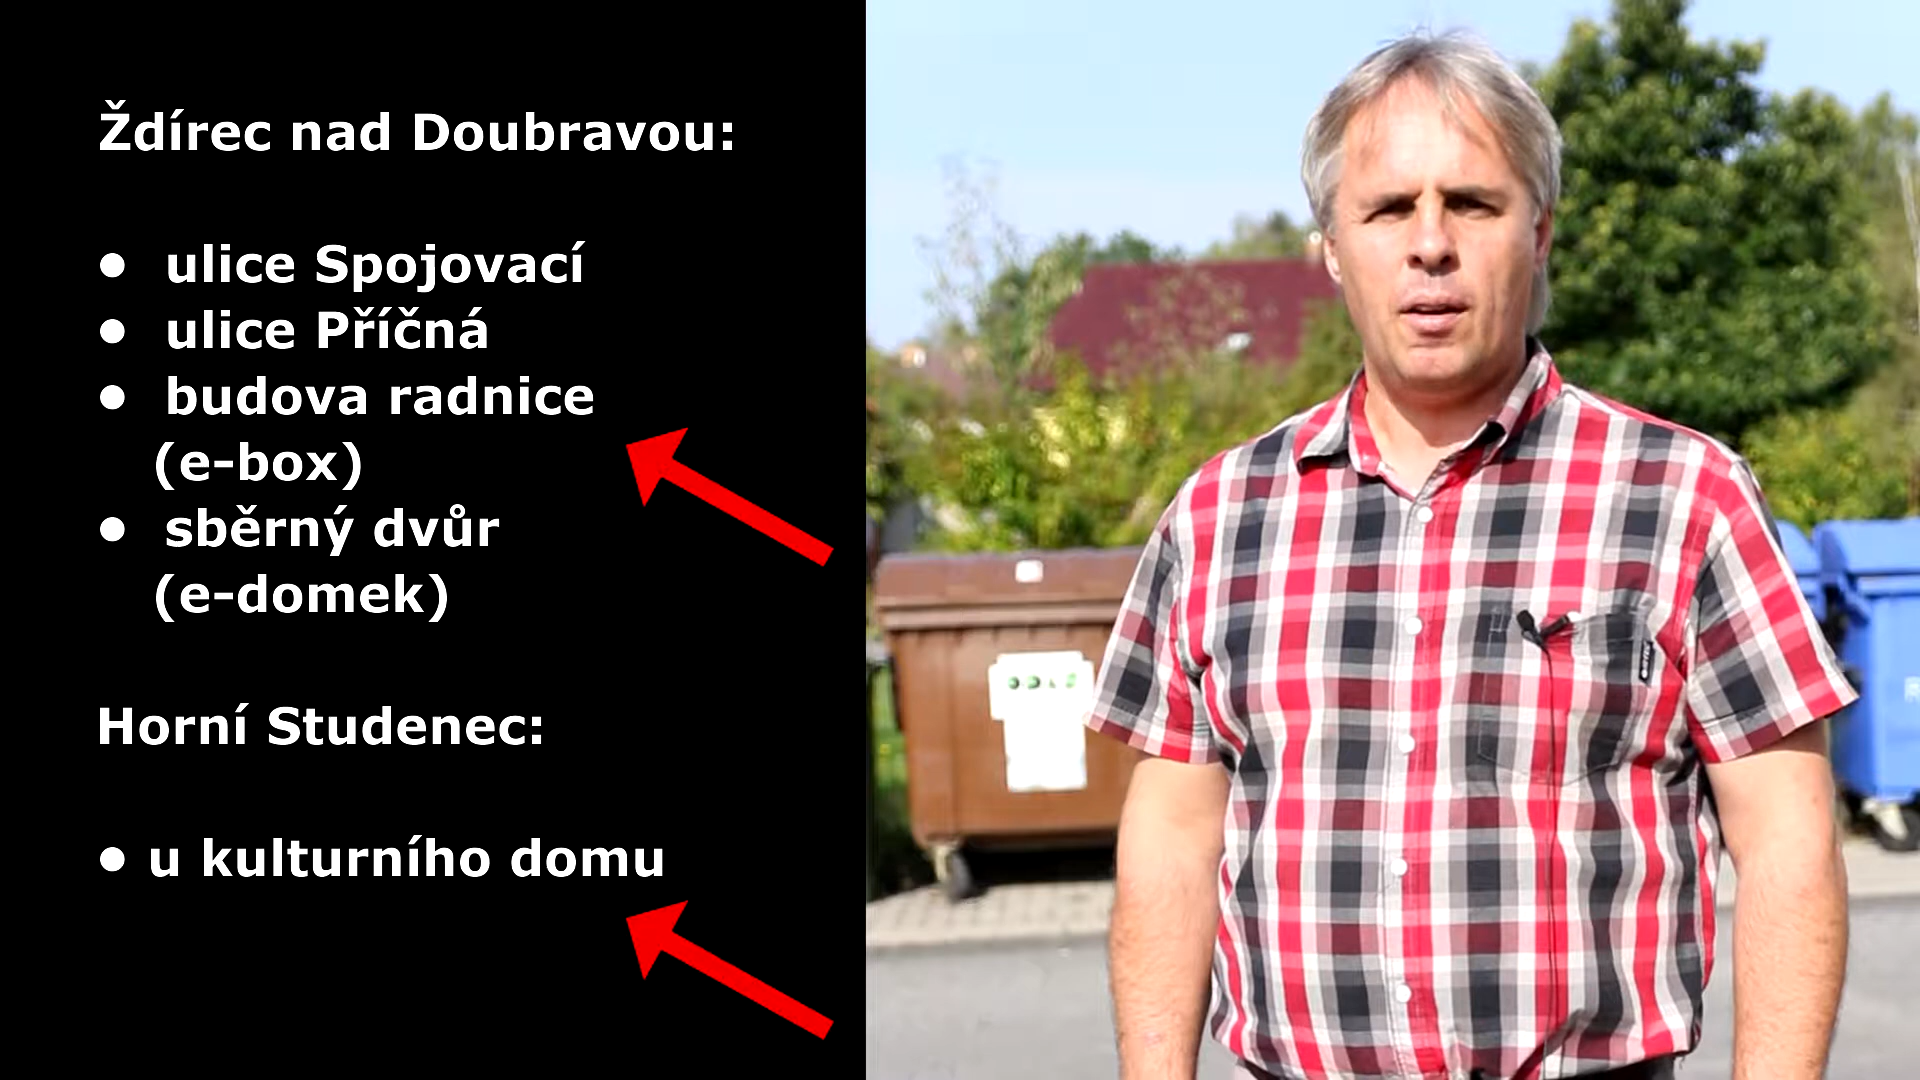 Ždírec nad Doubravou:
● ulice Spojovací
● ulice Příčná
● budova radnice
(e-box)
● sběrný dvůr
(e-domek)
Horní Studenec:
● u kulturního domu